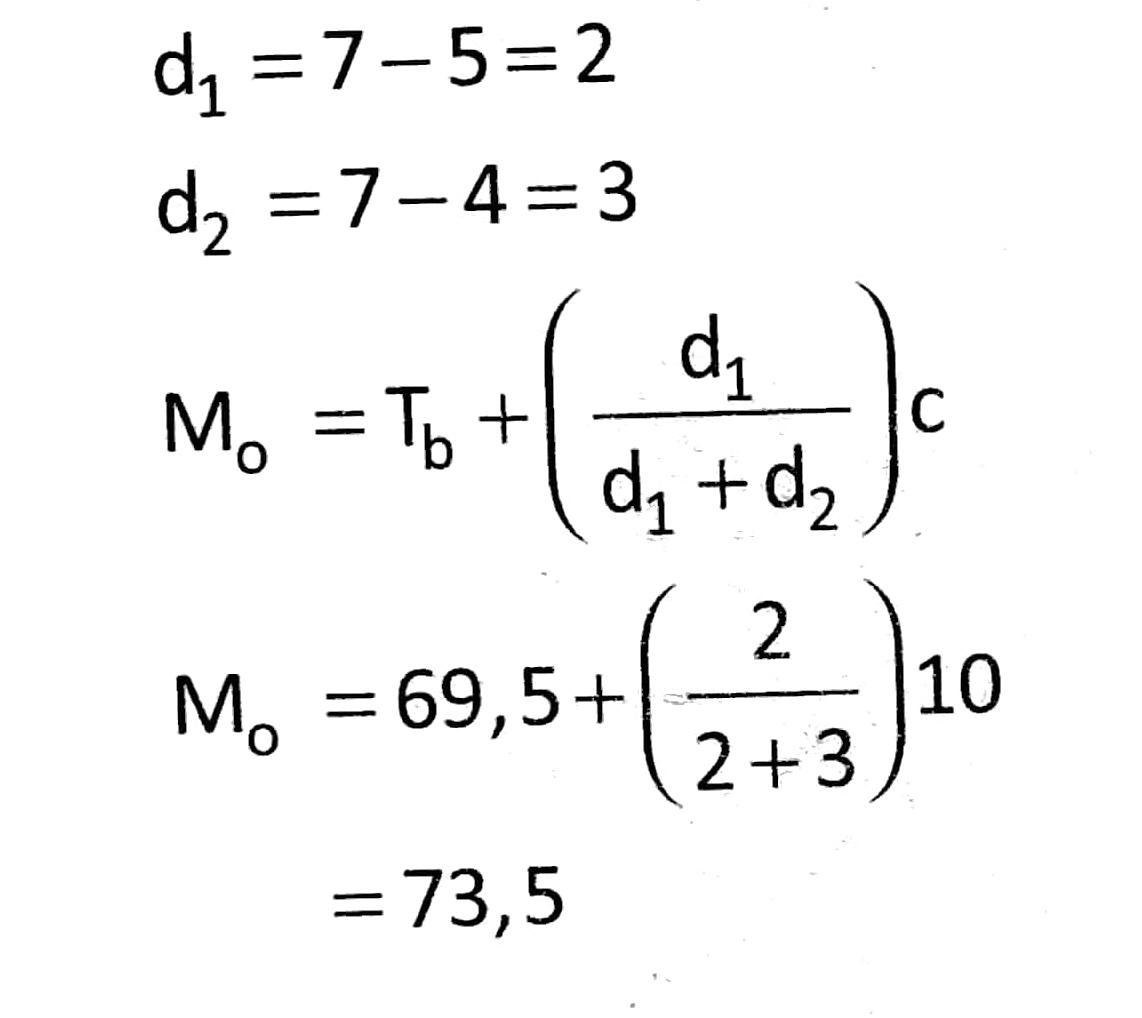 d₁ = 7 − 5 = 2
d₂ = 7 − 4 = 3
Mₒ = T_b + (d₁ / (d₁ + d₂)) c
Mₒ = 69,5 + (2 / (2 + 3)) 10
= 73,5